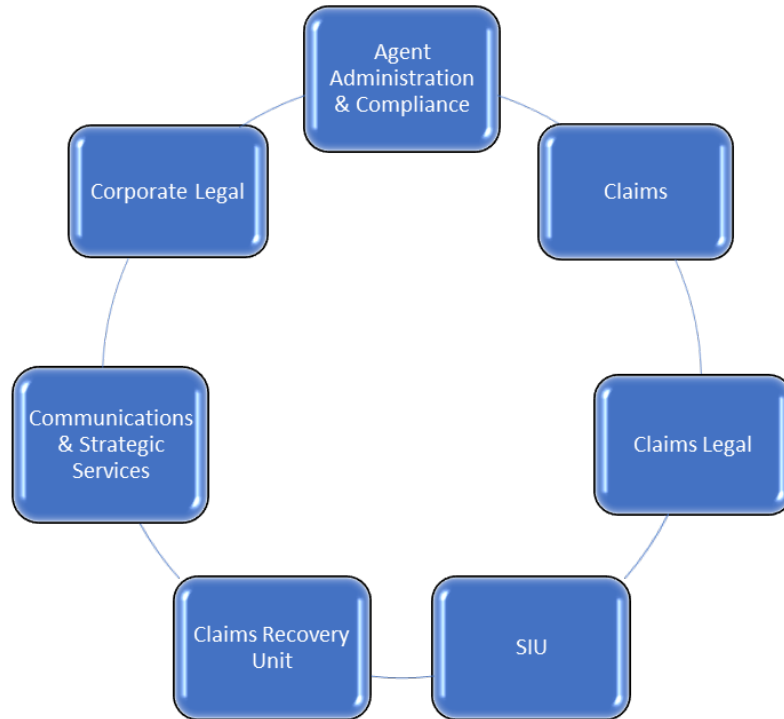 Agent
Administration
& Compliance
Claims
Claims Legal
SIU
Claims Recovery
Unit
Communications
& Strategic
Services
Corporate Legal